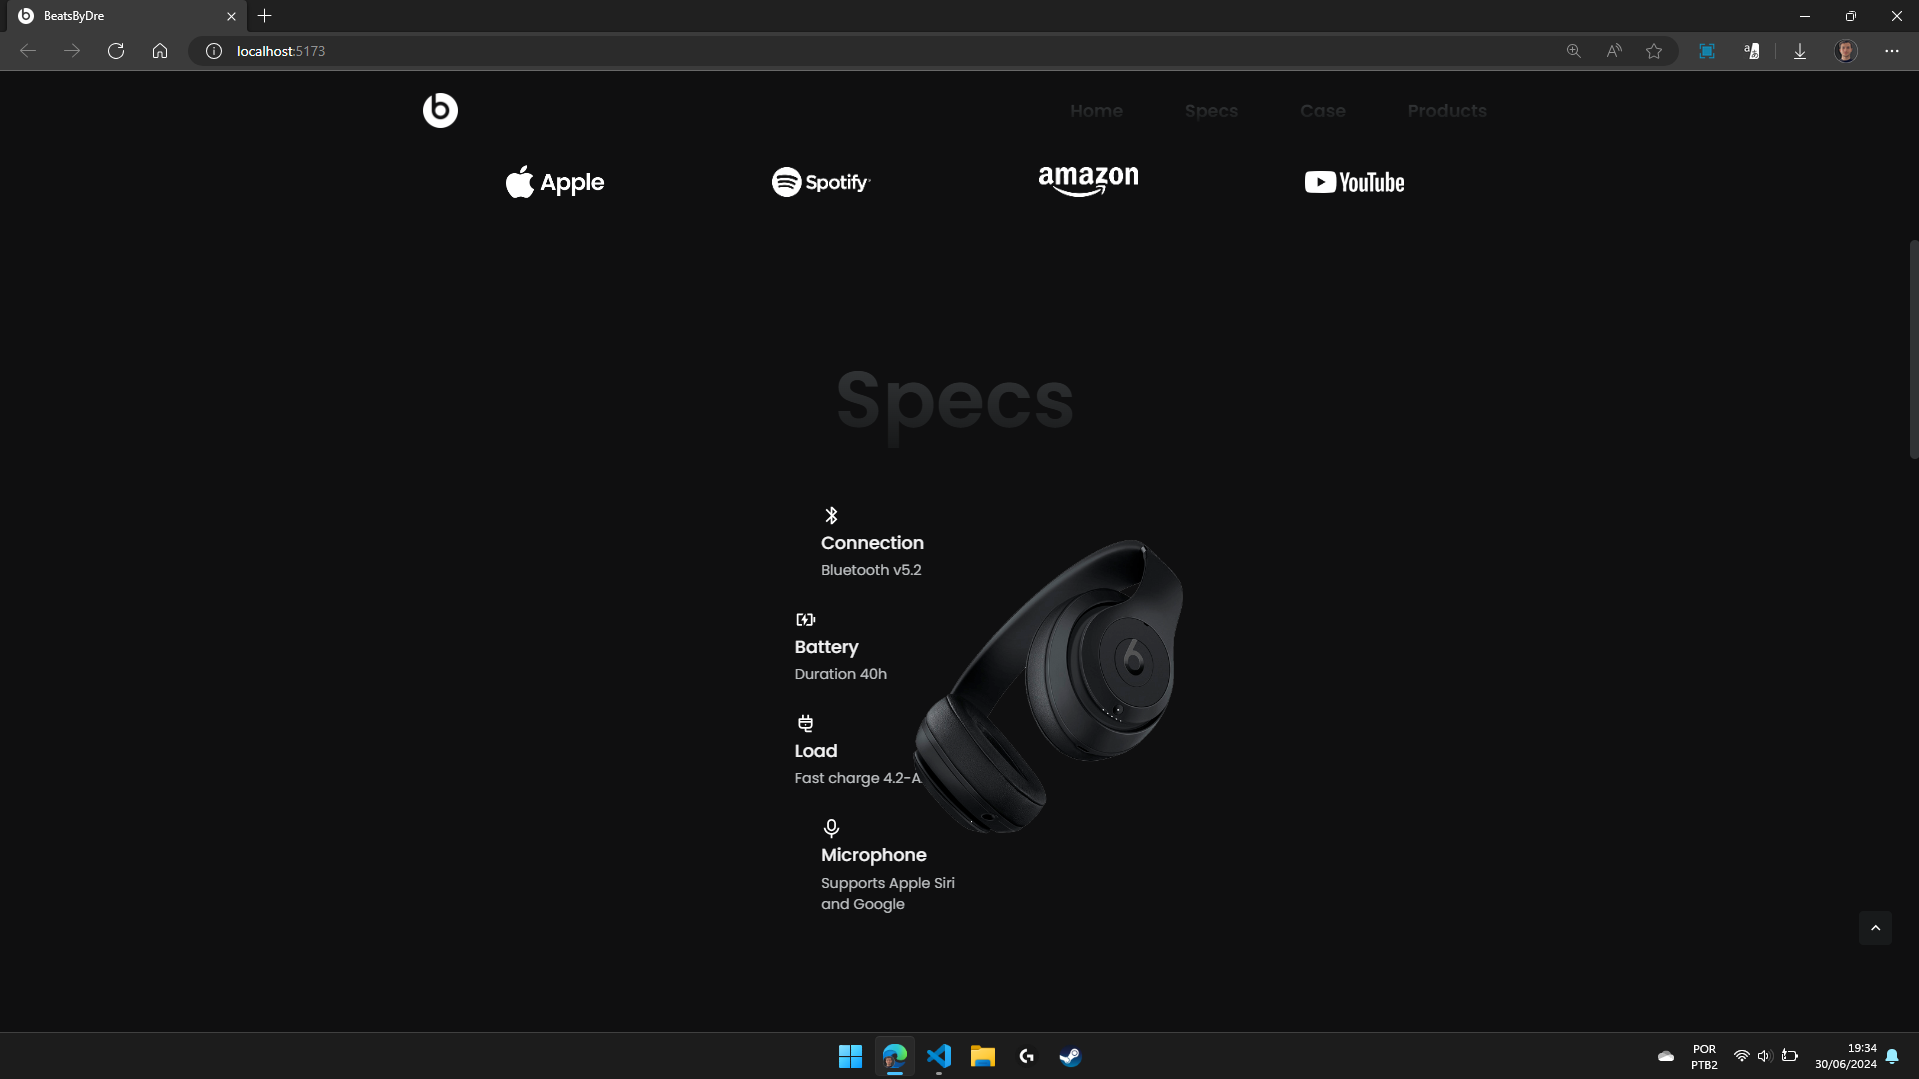 BeatsByDre
localhost:5173
Home Specs Case Products
Apple Spotify amazon YouTube
Specs
Connection
Bluetooth v5.2
Battery
Duration 40h
Load
Fast charge 4.2-A
Microphone
Supports Apple Siri
and Google
POR
PTB2
19:34
30/06/2024